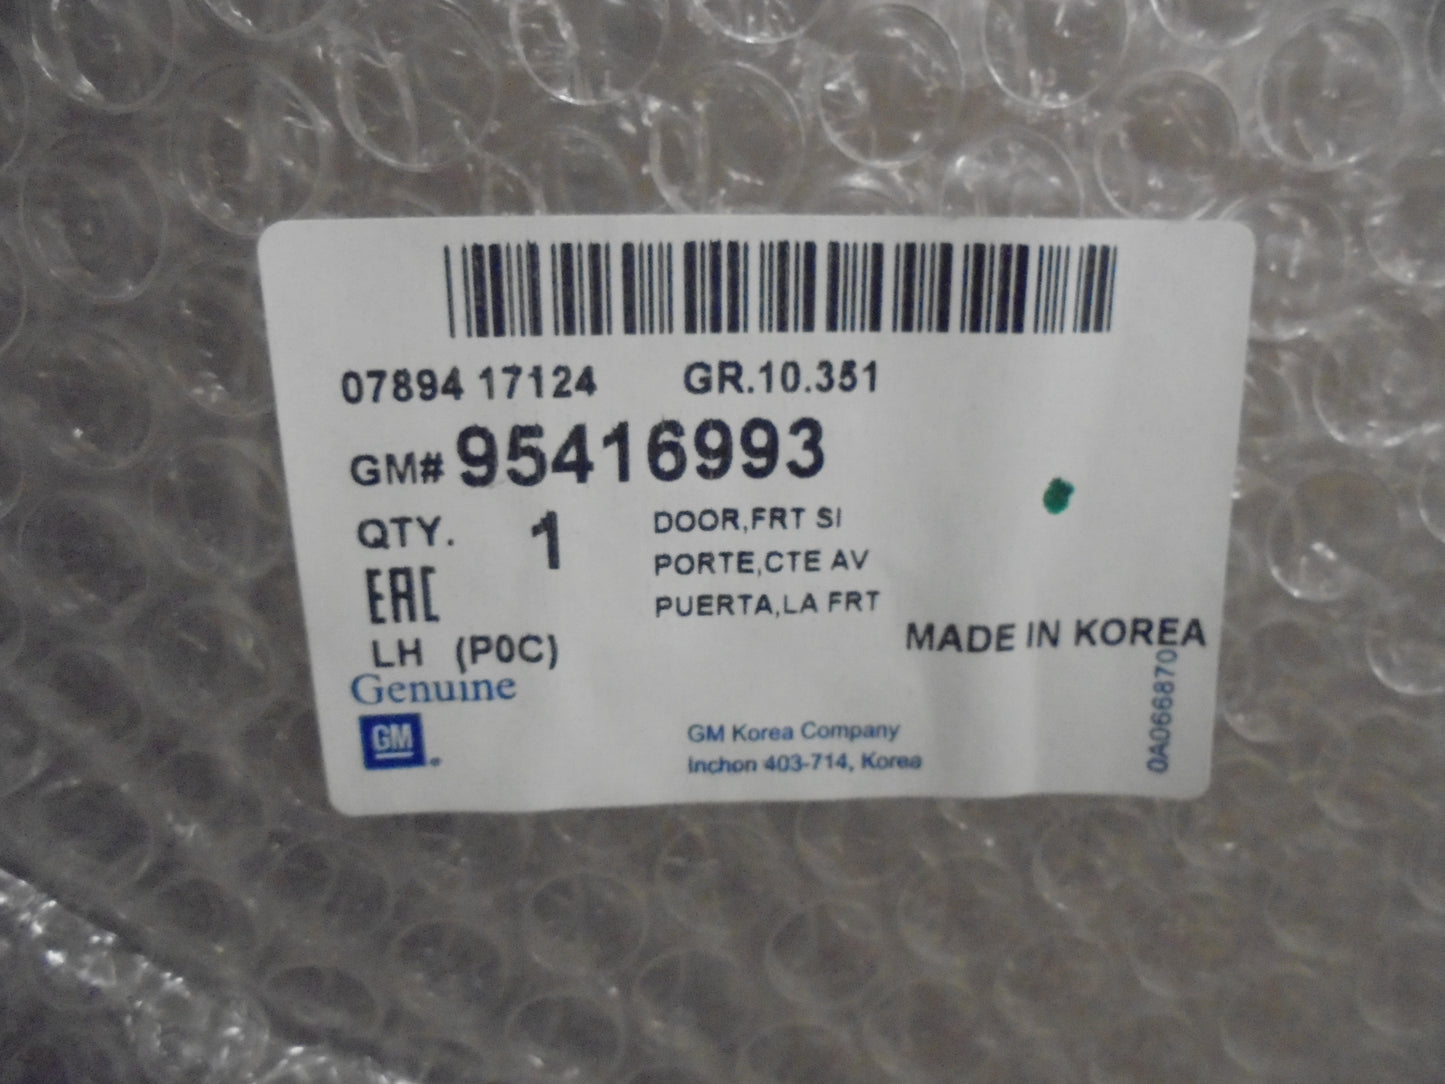 07894 17124 GR.10.351
GM# 95416993
QTY. 1
DOOR,FRT SI
PORTE,CTE AV
PUERTA,LA FRT
EAC
LH (P0C)
MADE IN KOREA
Genuine
GM
GM Korea Company
Inchon 403-714, Korea
0A066870